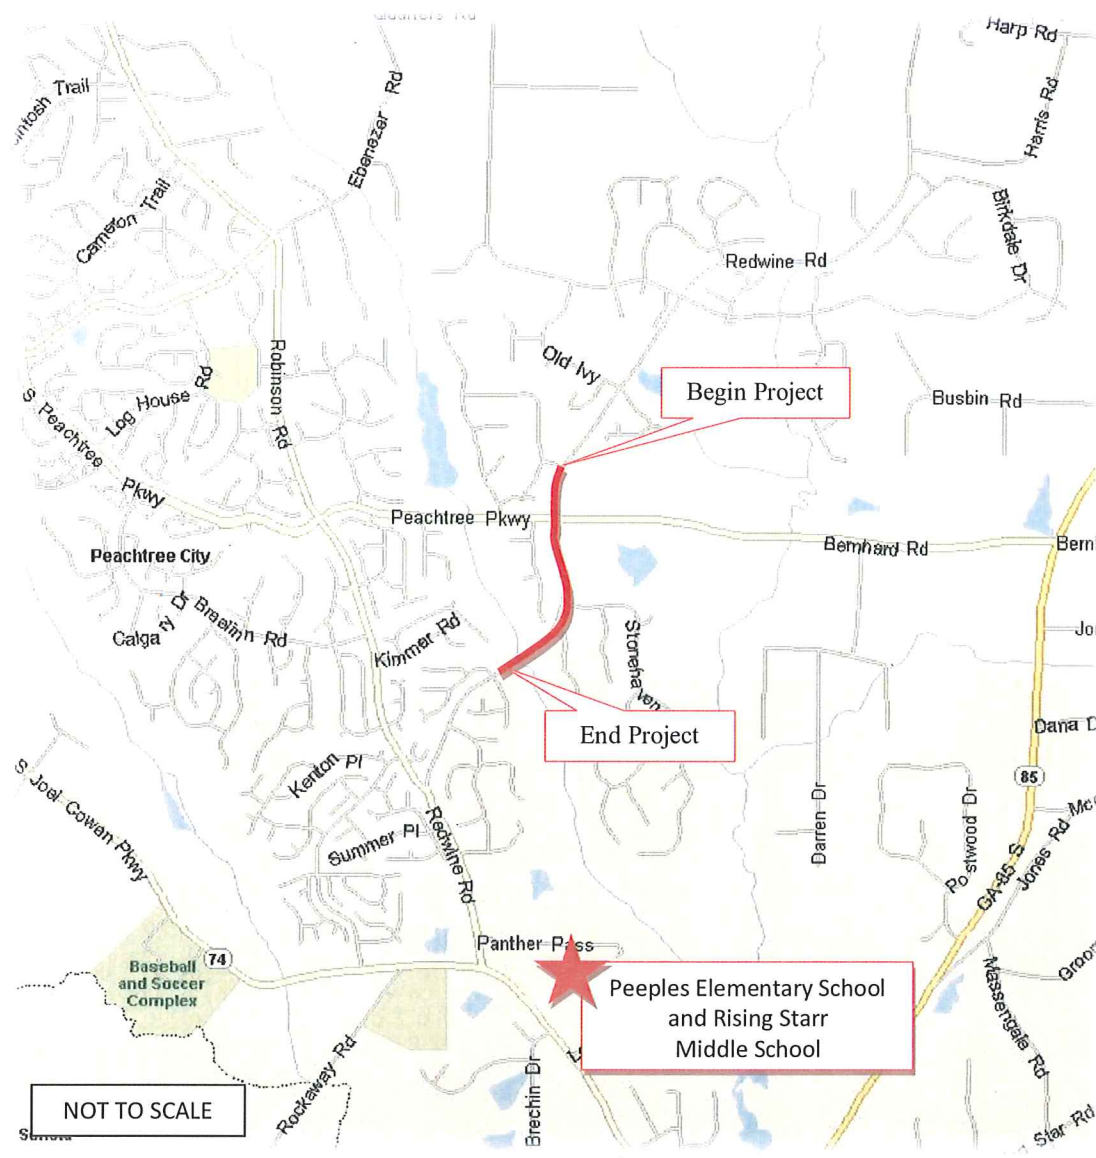 Harp Rd
Trail
Ebenezer Rd
Harris Rd
Cameron Trail
Birkdale Dr
Redwine Rd
Robinson Rd
Old Ivy
Begin Project
Log House Rd
Busbin Rd
S Peachtree
Pkwy
Peachtree Pkwy
Bernhard Rd
Peachtree City
Calgary Dr
Braelinn Rd
Kimmer Rd
Stonehaven
End Project
Dana D
85
Kenton Pl
S Joel Cowan Pkwy
Summer Pl
Redwine Rd
Darren Dr
Postwood Dr
Jones Rd
GA-85 S
Panther Pass
74
Baseball
and Soccer
Complex
Peeples Elementary School
and Rising Starr
Middle School
Massengale Rd
Rockaway Rd
Brechin Dr
NOT TO SCALE
Star Rd